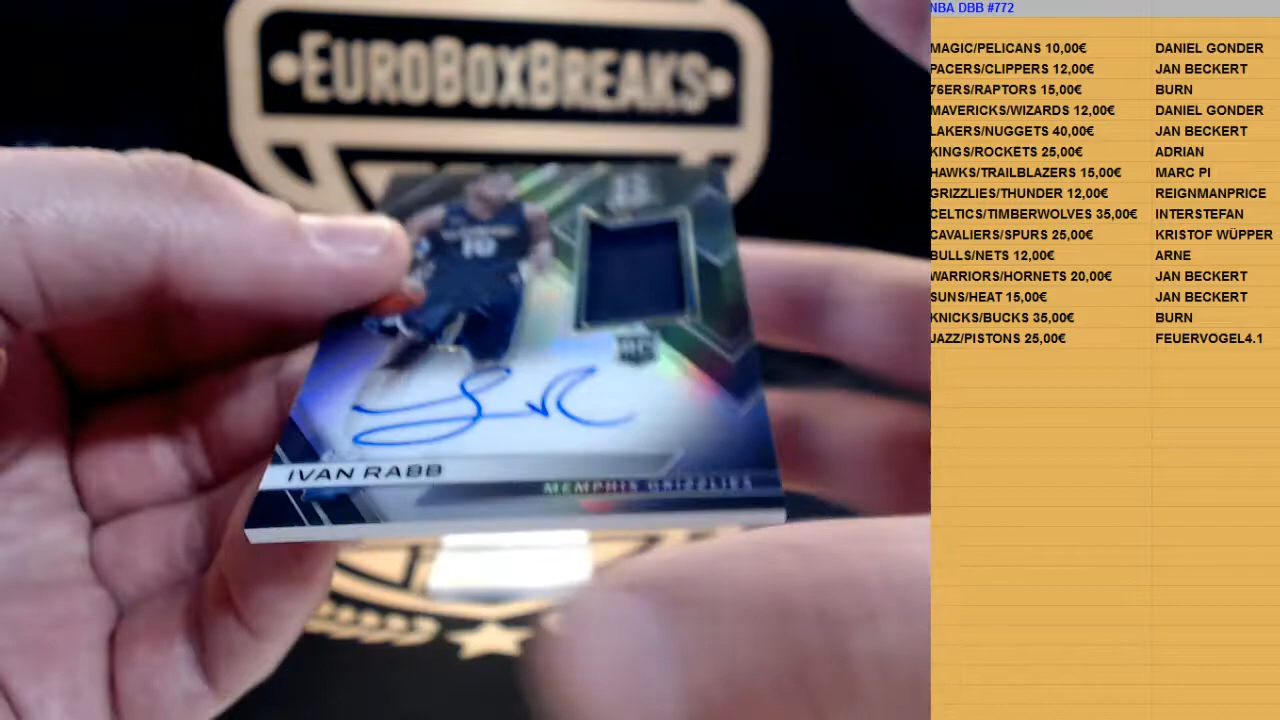 EUROBOXBREAKS
10
RC
IVAN RABB
MEMPHIS GRIZZLIES
NBA DBB #772
MAGIC/PELICANS 10,00€ DANIEL GONDER
PACERS/CLIPPERS 12,00€ JAN BECKERT
76ERS/RAPTORS 15,00€ BURN
MAVERICKS/WIZARDS 12,00€ DANIEL GONDER
LAKERS/NUGGETS 40,00€ JAN BECKERT
KINGS/ROCKETS 25,00€ ADRIAN
HAWKS/TRAILBLAZERS 15,00€ MARC PI
GRIZZLIES/THUNDER 12,00€ REIGNMANPRICE
CELTICS/TIMBERWOLVES 35,00€ INTERSTEFAN
CAVALIERS/SPURS 25,00€ KRISTOF WÜPPER
BULLS/NETS 12,00€ ARNE
WARRIORS/HORNETS 20,00€ JAN BECKERT
SUNS/HEAT 15,00€ JAN BECKERT
KNICKS/BUCKS 35,00€ BURN
JAZZ/PISTONS 25,00€ FEUERVOGEL4.1